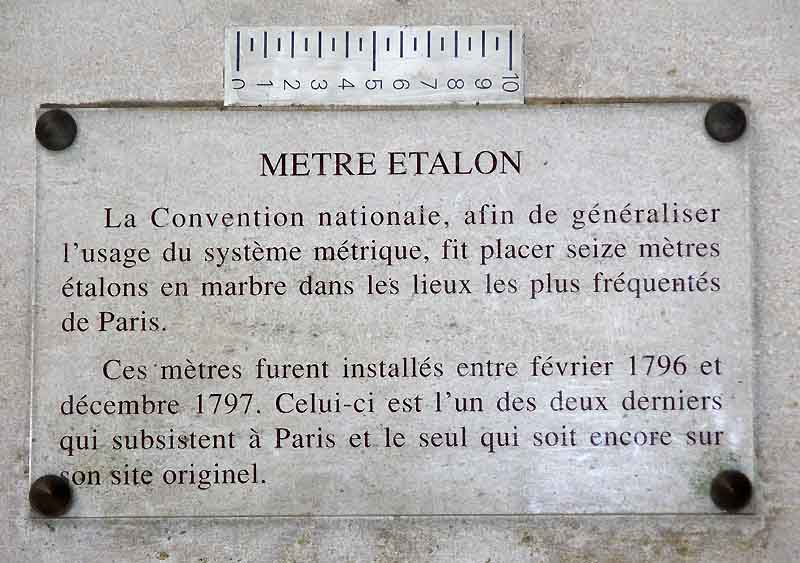 0 1 2 3 4 5 6 7 8 9 10
METRE ETALON
La Convention nationale, afin de généraliser
l'usage du système métrique, fit placer seize mètres
étalons en marbre dans les lieux les plus fréquentés
de Paris.
Ces mètres furent installés entre février 1796 et
décembre 1797. Celui-ci est l'un des deux derniers
qui subsistent à Paris et le seul qui soit encore sur
son site originel.